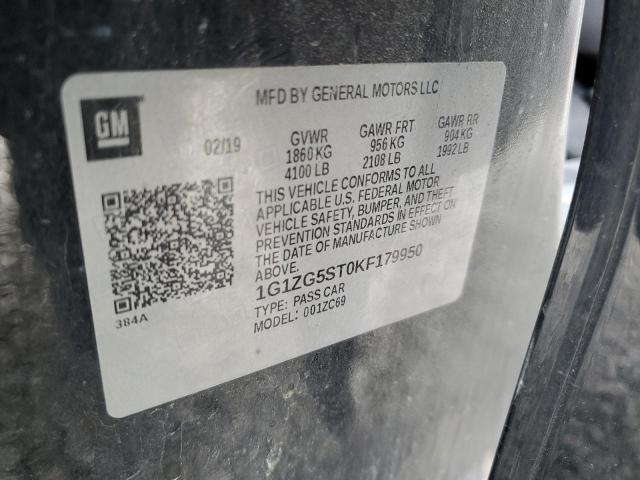 MFD BY GENERAL MOTORS LLC
GM
02/19 GVWR GAWR FRT GAWR RR
1860 KG 956 KG 904 KG
4100 LB 2108 LB 1992 LB
THIS VEHICLE CONFORMS TO ALL
APPLICABLE U.S. FEDERAL MOTOR
VEHICLE SAFETY, BUMPER, AND THEFT
PREVENTION STANDARDS IN EFFECT ON
THE DATE OF MANUFACTURE SHOWN
ABOVE.
1G1ZG5ST0KF179950
TYPE: PASS CAR
MODEL: 001ZC69
384A